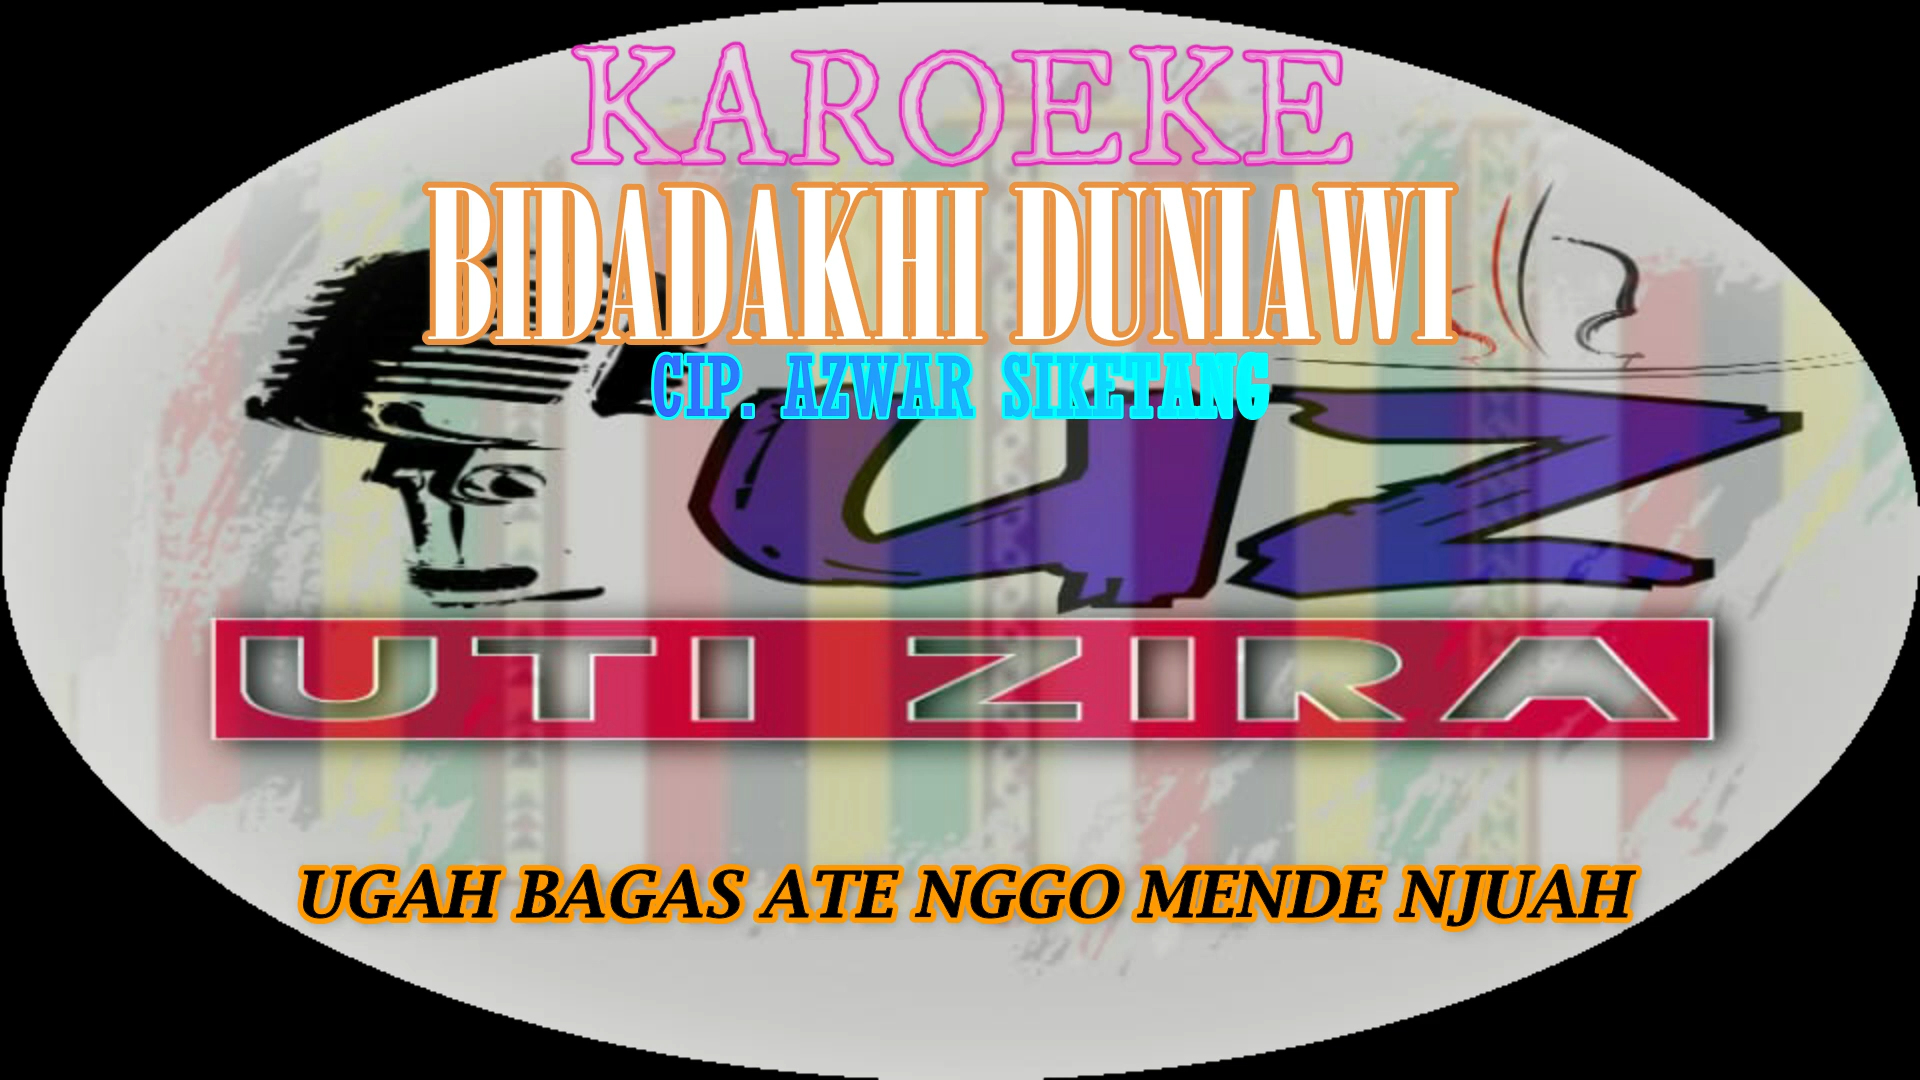 KAROEKE
BIDADAKHI DUNIAWI
CIP. AZWAR SIKETANG
UZ
UTI ZIRA
UGAH BAGAS ATE NGGO MENDE NJUAH